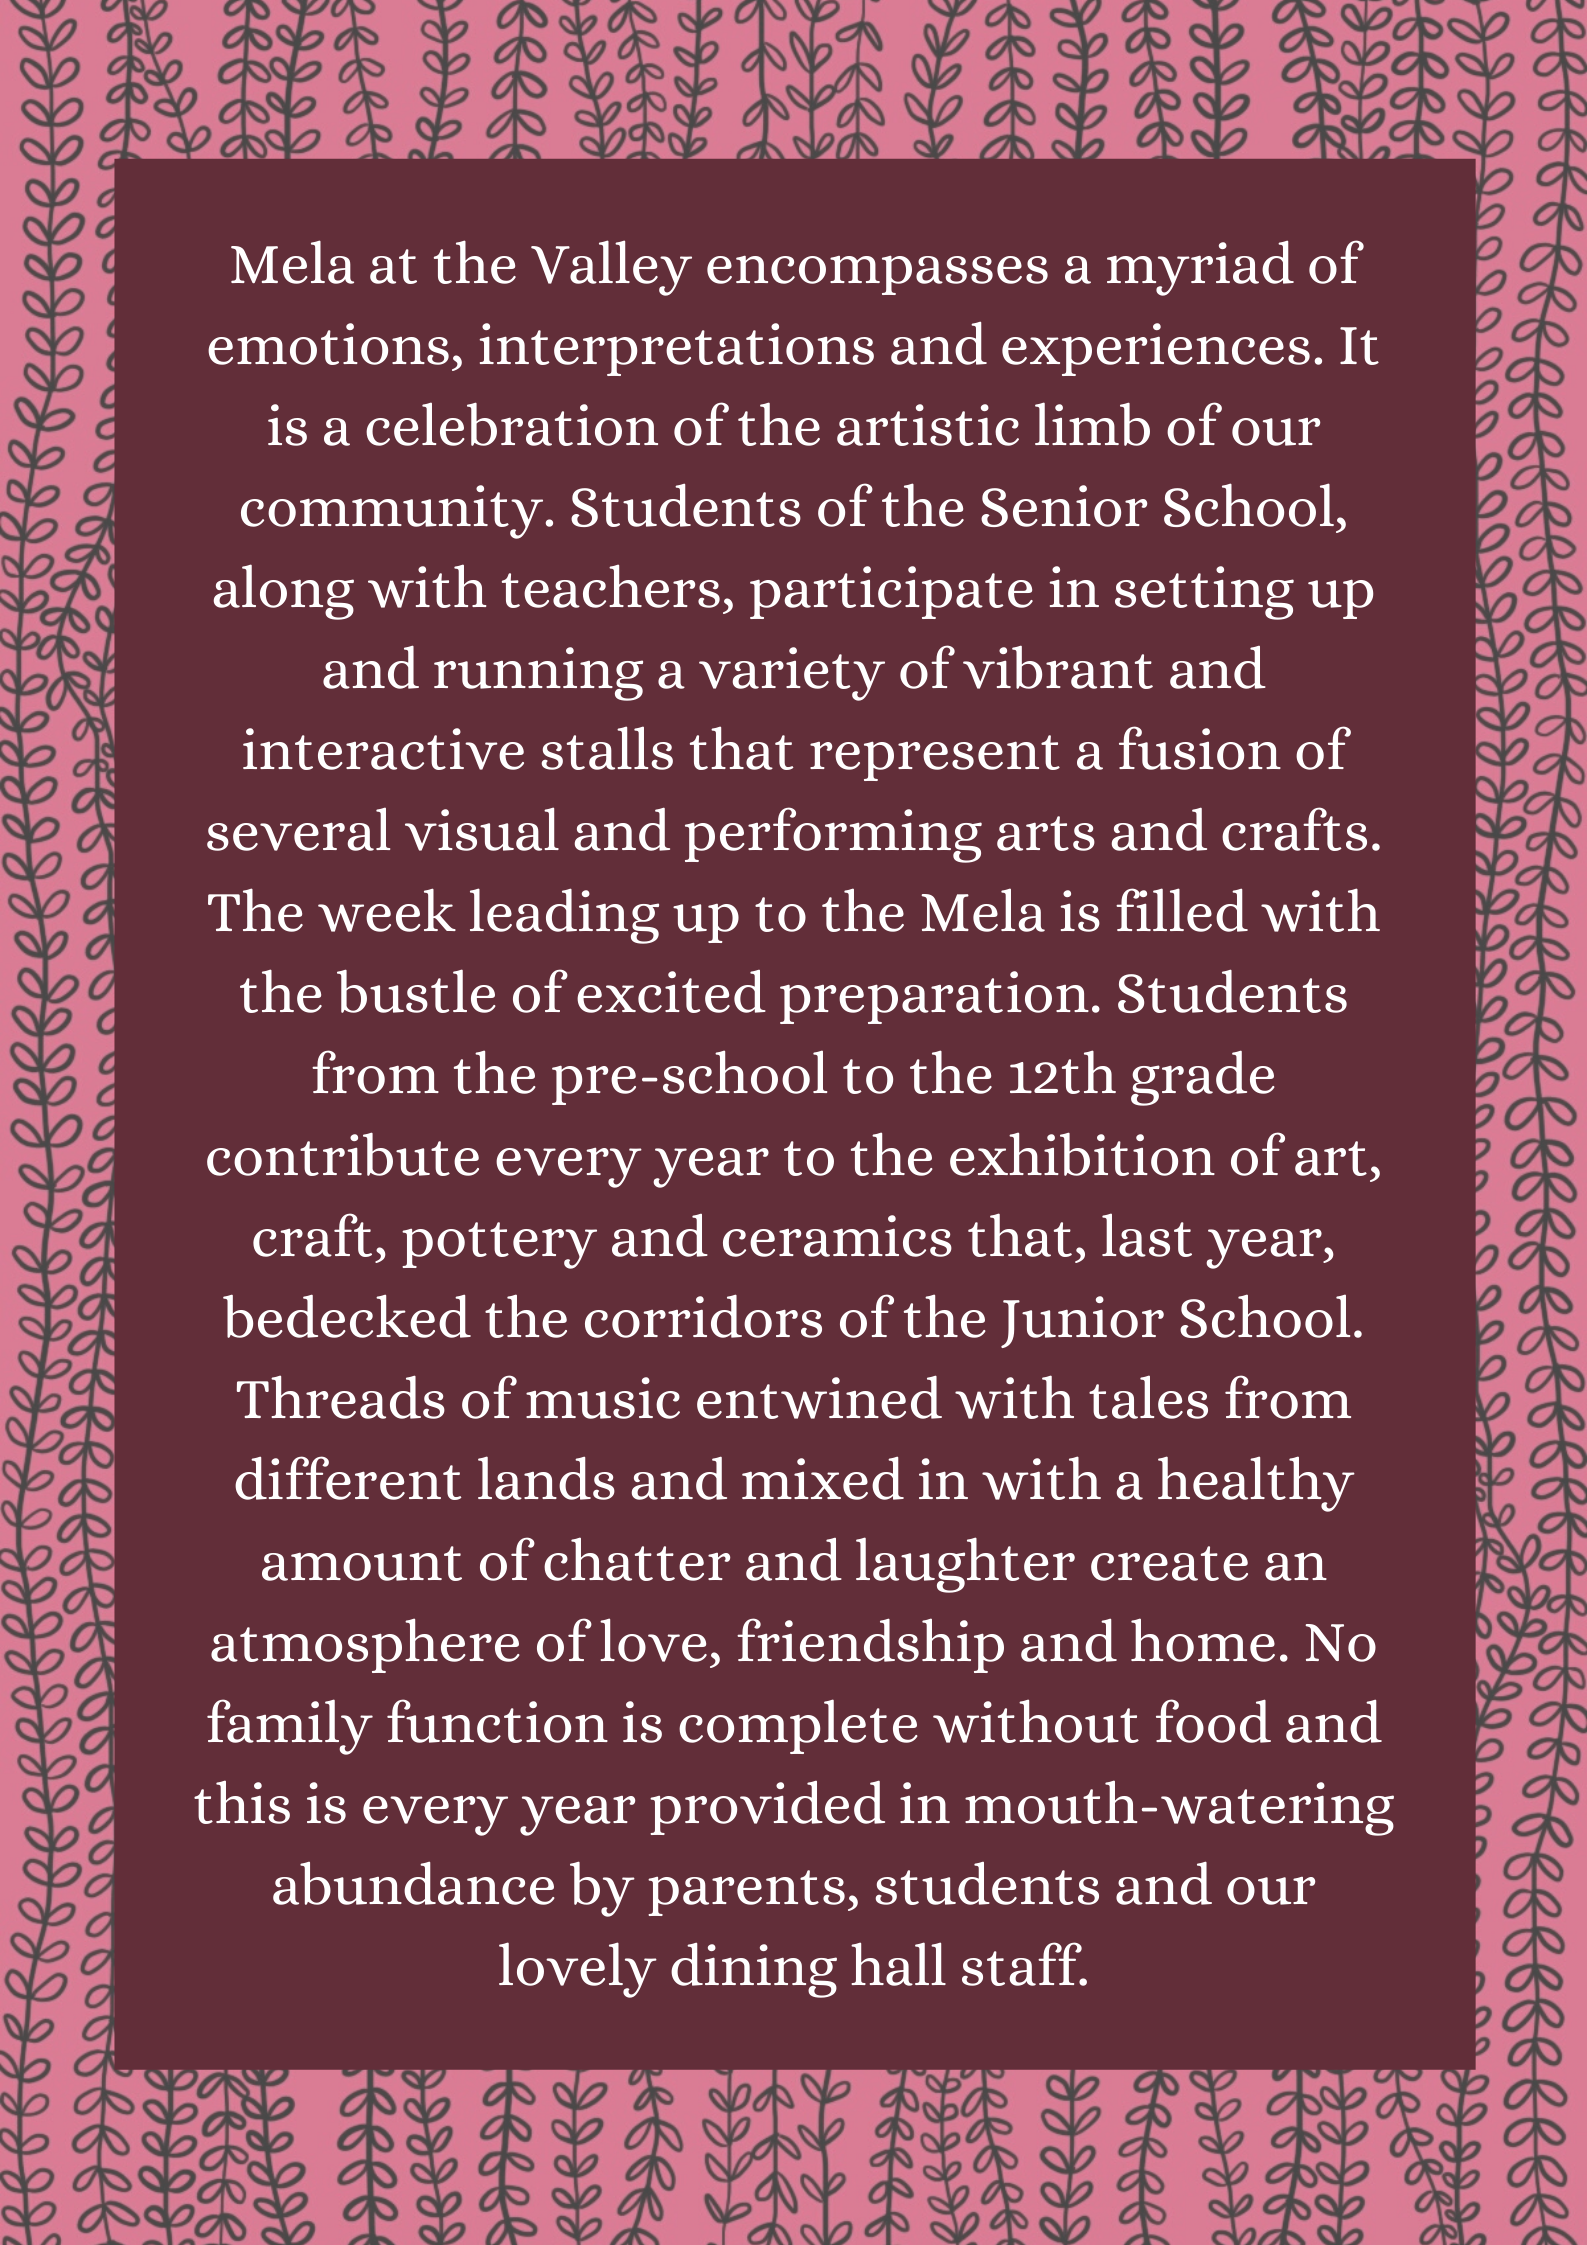 Mela at the Valley encompasses a myriad of
emotions, interpretations and experiences. It
is a celebration of the artistic limb of our
community. Students of the Senior School,
along with teachers, participate in setting up
and running a variety of vibrant and
interactive stalls that represent a fusion of
several visual and performing arts and crafts.
The week leading up to the Mela is filled with
the bustle of excited preparation. Students
from the pre-school to the 12th grade
contribute every year to the exhibition of art,
craft, pottery and ceramics that, last year,
bedecked the corridors of the Junior School.
Threads of music entwined with tales from
different lands and mixed in with a healthy
amount of chatter and laughter create an
atmosphere of love, friendship and home. No
family function is complete without food and
this is every year provided in mouth-watering
abundance by parents, students and our
lovely dining hall staff.